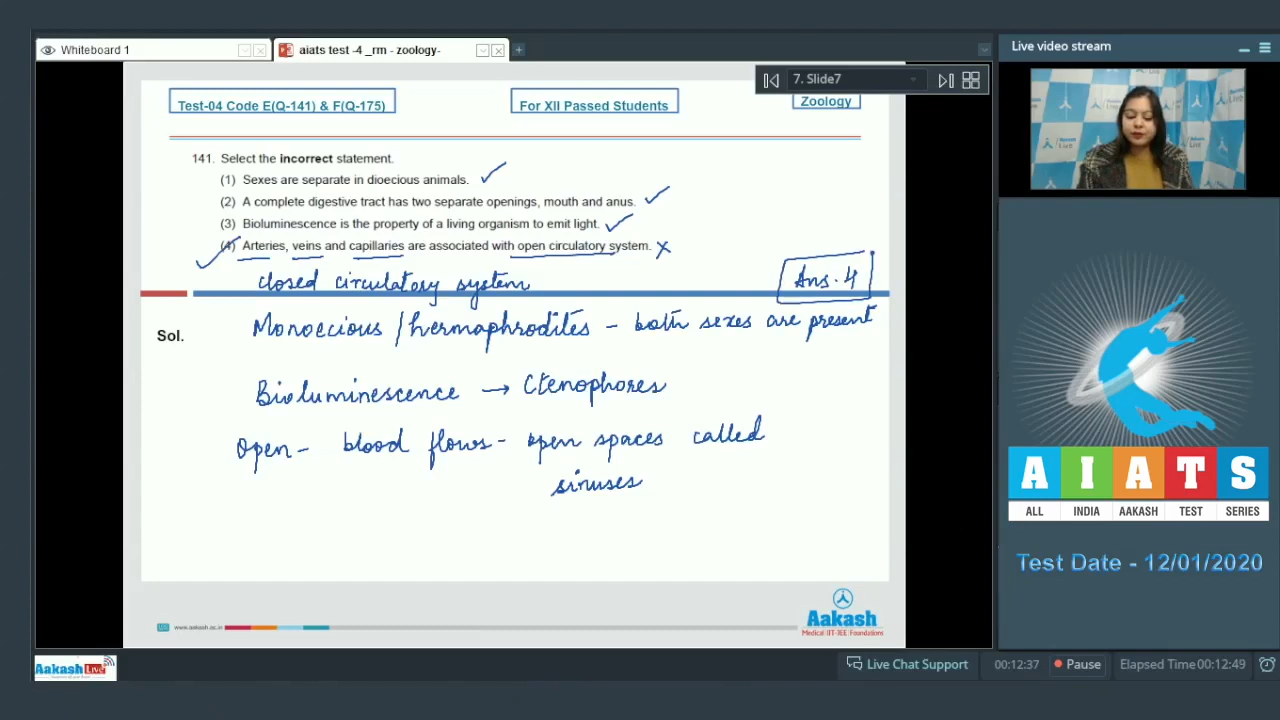 Whiteboard 1
aiats test -4 _rm - zoology-
Live video stream
7. Slide7
Test-04 Code E(Q-141) & F(Q-175)
For XII Passed Students
Zoology
141. Select the incorrect statement.
(1) Sexes are separate in dioecious animals.
(2) A complete digestive tract has two separate openings, mouth and anus.
(3) Bioluminescence is the property of a living organism to emit light.
(4) Arteries, veins and capillaries are associated with open circulatory system.
closed circulatory system
Ans. 4
Sol.
Monoecious / hermaphrodites - both sexes are present
Bioluminescence → Ctenophores
Open - blood flows - open spaces called
sinuses
A I A T S
ALL INDIA AAKASH TEST SERIES
Test Date - 12/01/2020
www.aakash.ac.in
Aakash
Medical|IIT-JEE|Foundations
Aakash Live
Live Chat Support
00:12:37
Pause
Elapsed Time 00:12:49